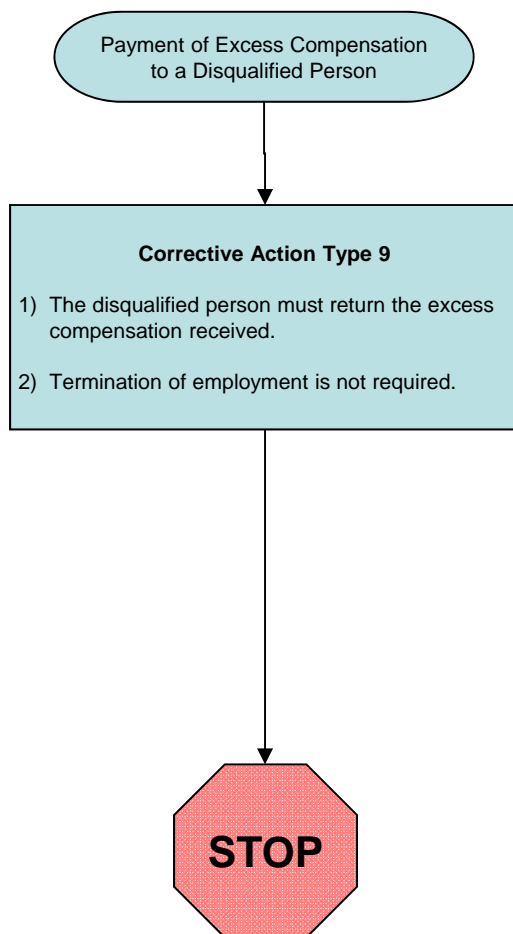 Payment of Excess Compensation
to a Disqualified Person
Corrective Action Type 9
1) The disqualified person must return the excess
compensation received.
2) Termination of employment is not required.
STOP